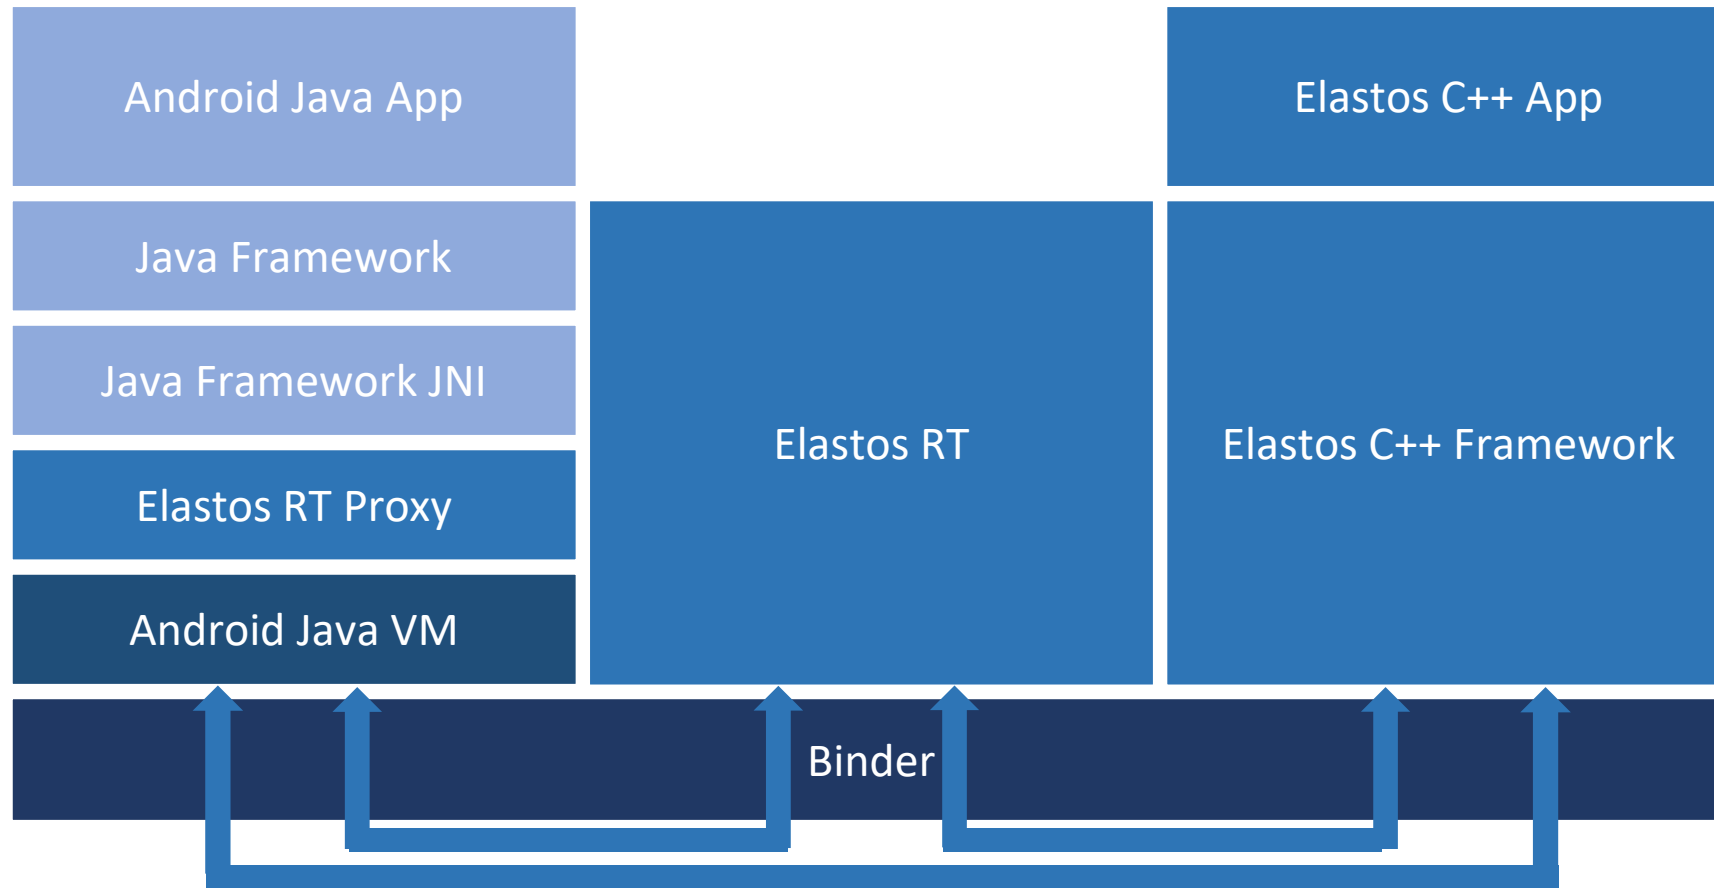 Android Java App
Elastos C++ App
Java Framework
Java Framework JNI
Elastos RT
Elastos C++ Framework
Elastos RT Proxy
Android Java VM
Binder